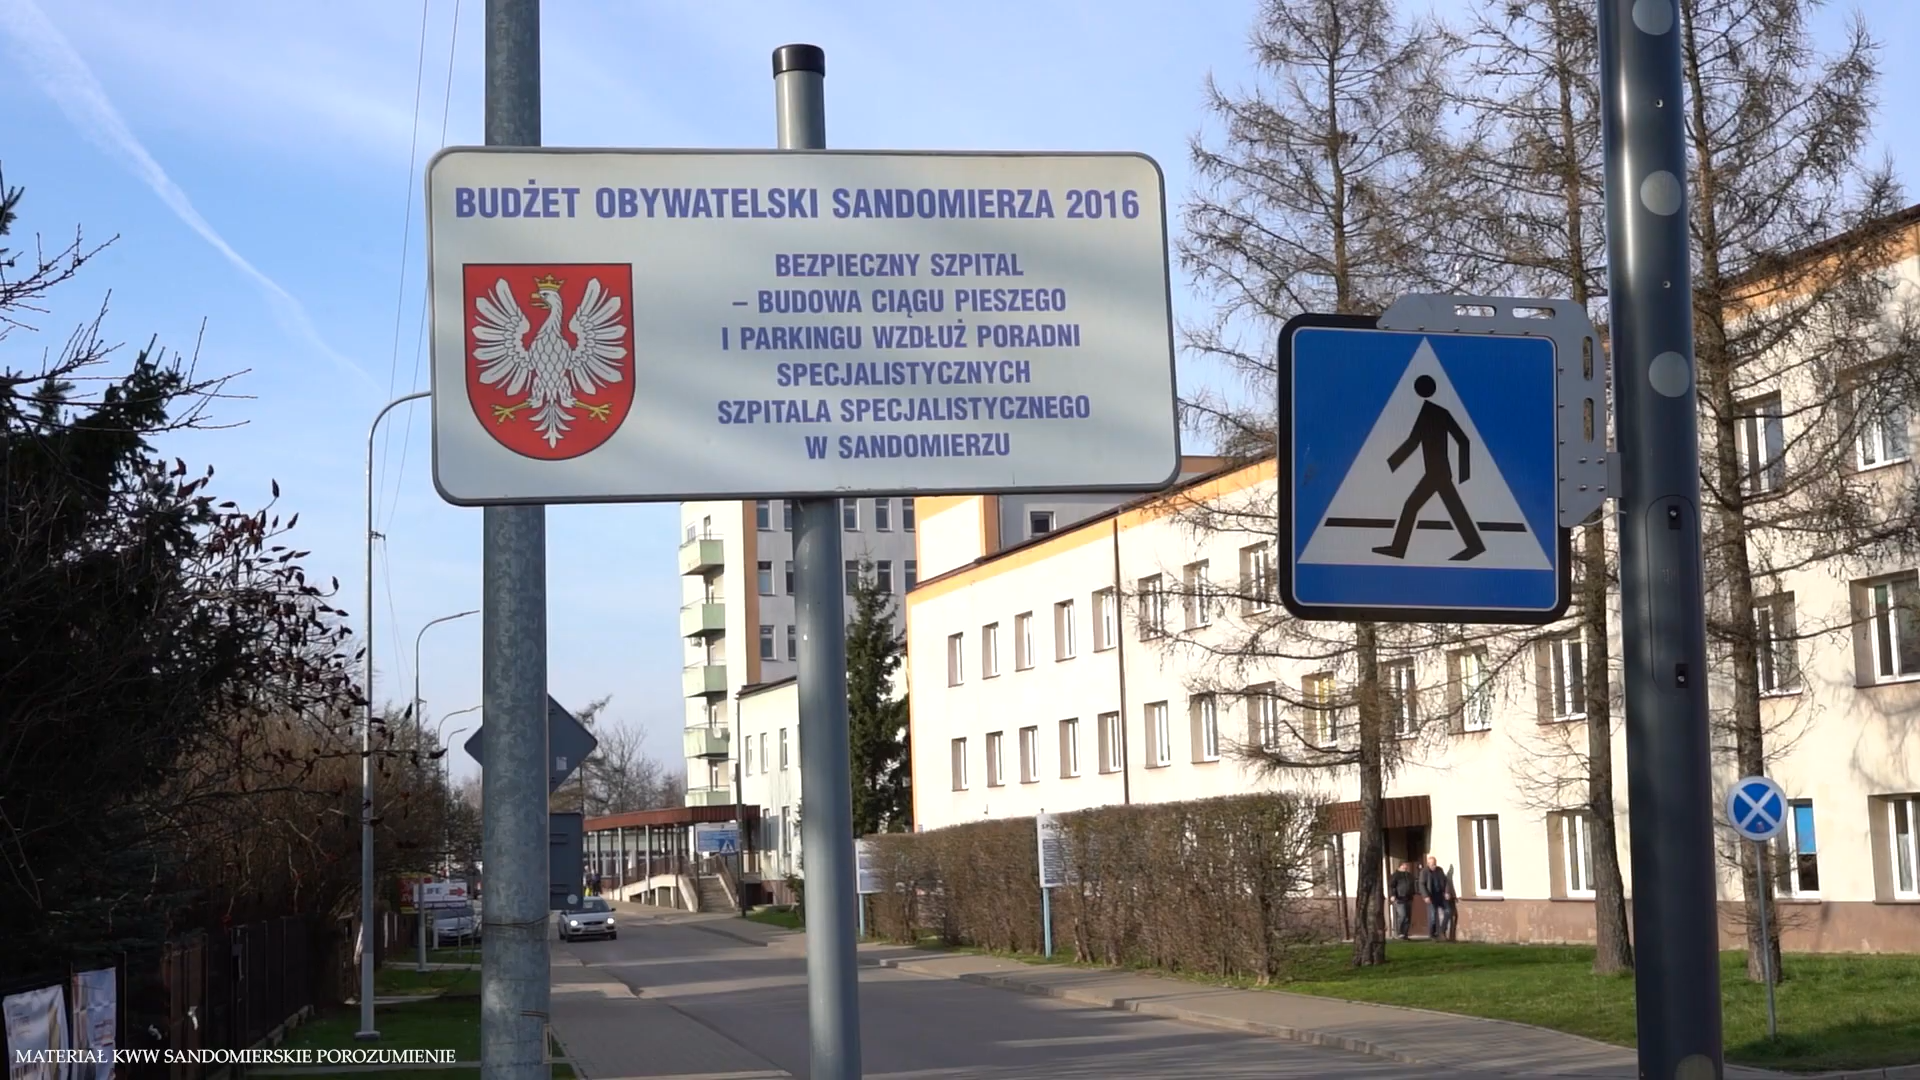 BUDŻET OBYWATELSKI SANDOMIERZA 2016
BEZPIECZNY SZPITAL
– BUDOWA CIĄGU PIESZEGO
I PARKINGU WZDŁUŻ PORADNI
SPECJALISTYCZNYCH
SZPITALA SPECJALISTYCZNEGO
W SANDOMIERZU
MATERIAŁ KWW SANDOMIERSKIE POROZUMIENIE